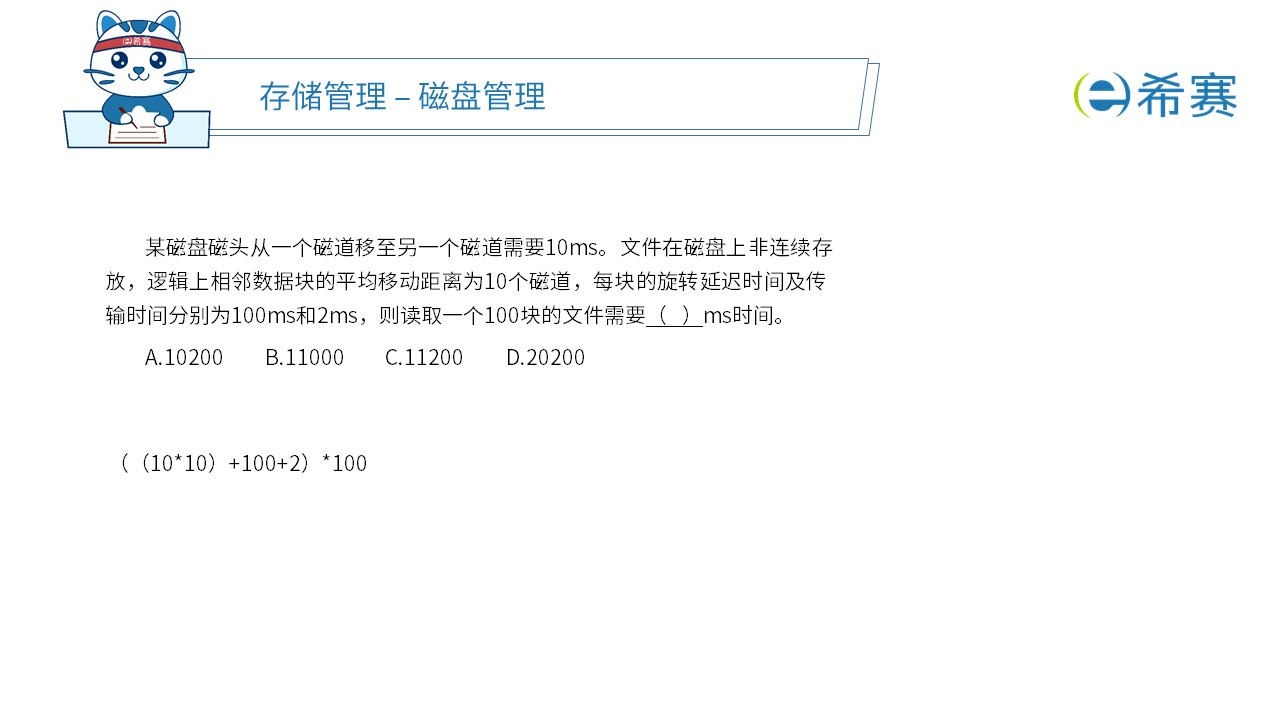 希赛
存储管理 – 磁盘管理
希赛
某磁盘磁头从一个磁道移至另一个磁道需要10ms。文件在磁盘上非连续存
放，逻辑上相邻数据块的平均移动距离为10个磁道，每块的旋转延迟时间及传
输时间分别为100ms和2ms，则读取一个100块的文件需要（ ）ms时间。
A.10200 B.11000 C.11200 D.20200
（（10*10）+100+2）*100